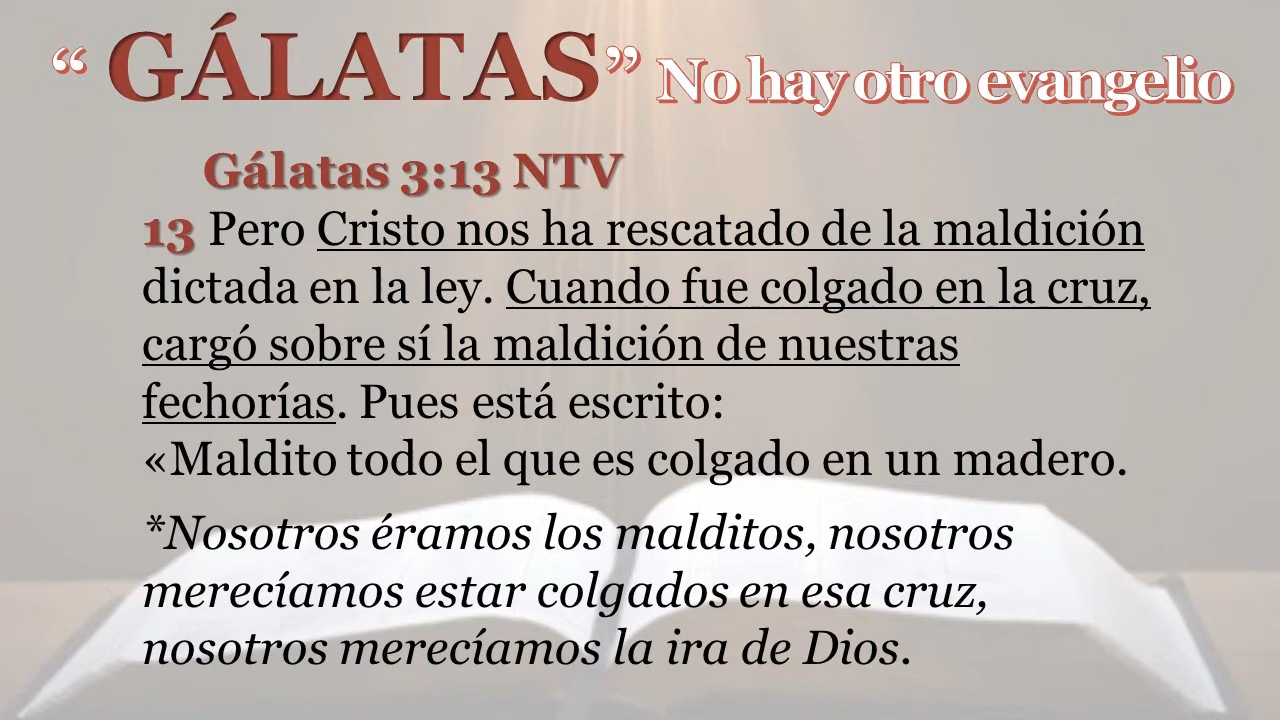 “ GÁLATAS” No hay otro evangelio
Gálatas 3:13 NTV
13 Pero Cristo nos ha rescatado de la maldición
dictada en la ley. Cuando fue colgado en la cruz,
cargó sobre sí la maldición de nuestras
fechorías. Pues está escrito:
«Maldito todo el que es colgado en un madero.
*Nosotros éramos los malditos, nosotros
merecíamos estar colgados en esa cruz,
nosotros merecíamos la ira de Dios.